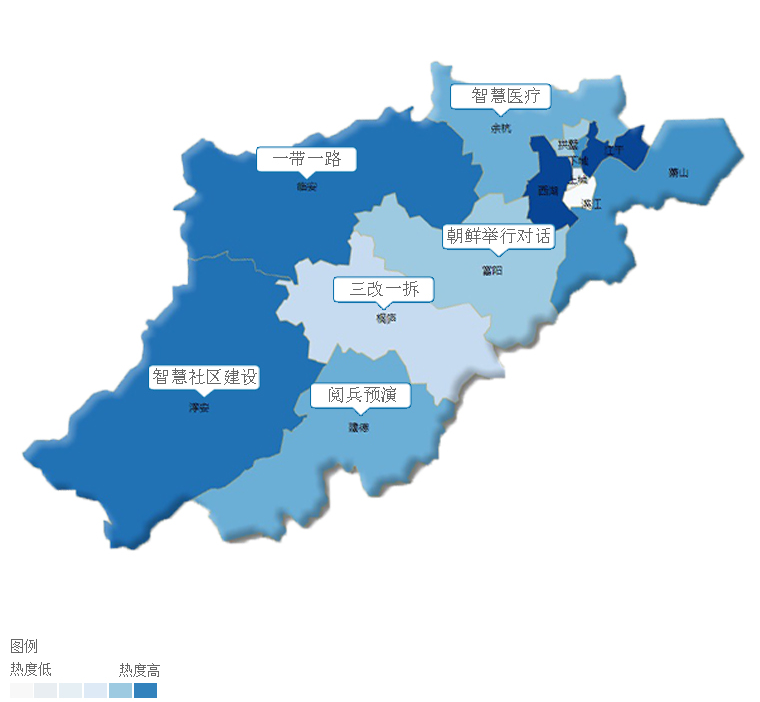 智慧医疗
余杭
一带一路
临安
拱墅
江干
下城
上城
西湖
萧山
滨江
朝鲜举行对话
富阳
三改一拆
桐庐
智慧社区建设
淳安
阅兵预演
建德
图例
热度低 热度高